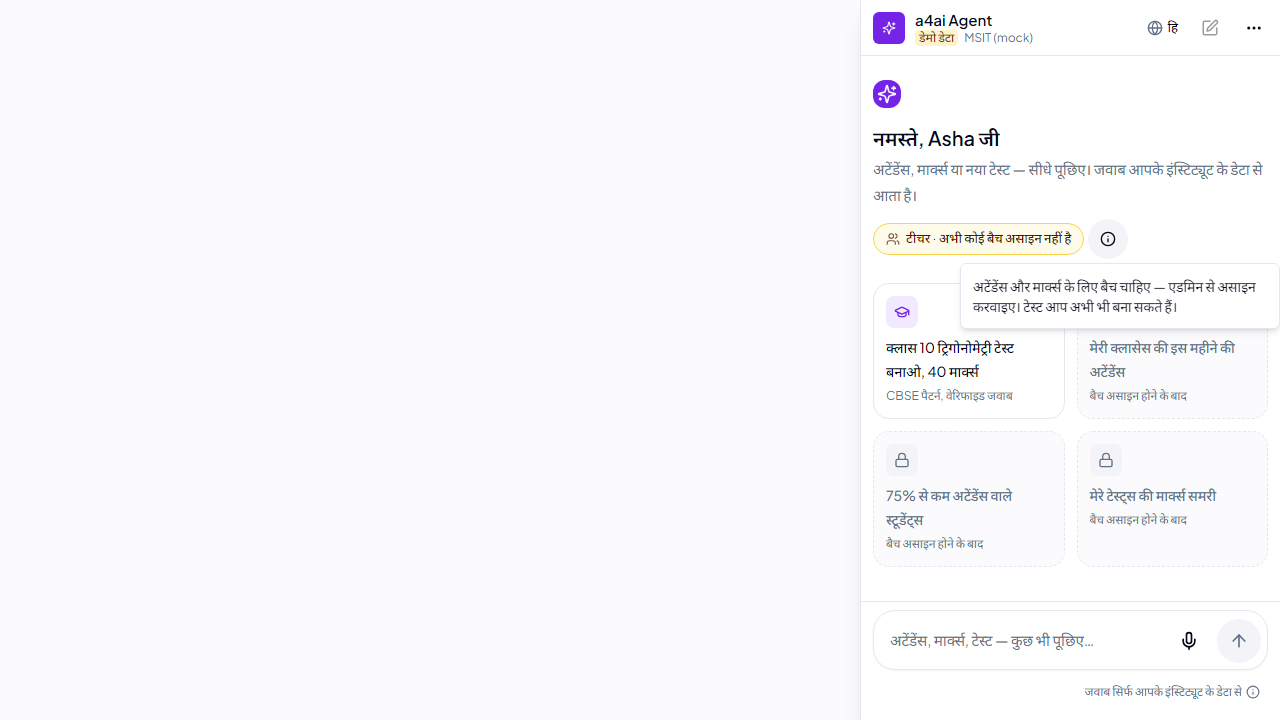 a4ai Agent
डेमो डेटा MSIT (mock)
हि
नमस्ते, Asha जी
अटेंडेंस, मार्क्स या नया टेस्ट — सीधे पूछिए। जवाब आपके इंस्टिट्यूट के डेटा से
आता है।
टीचर · अभी कोई बैच असाइन नहीं है
अटेंडेंस और मार्क्स के लिए बैच चाहिए — एडमिन से असाइन
करवाइए। टेस्ट आप अभी भी बना सकते हैं।
क्लास 10 ट्रिगोनोमेट्री टेस्ट
बनाओ, 40 मार्क्स
CBSE पैटर्न, वेरिफाइड जवाब
मेरी क्लासेस की इस महीने की
अटेंडेंस
बैच असाइन होने के बाद
75% से कम अटेंडेंस वाले
स्टूडेंट्स
बैच असाइन होने के बाद
मेरे टेस्ट्स की मार्क्स समरी
बैच असाइन होने के बाद
अटेंडेंस, मार्क्स, टेस्ट — कुछ भी पूछिए...
जवाब सिर्फ आपके इंस्टिट्यूट के डेटा से